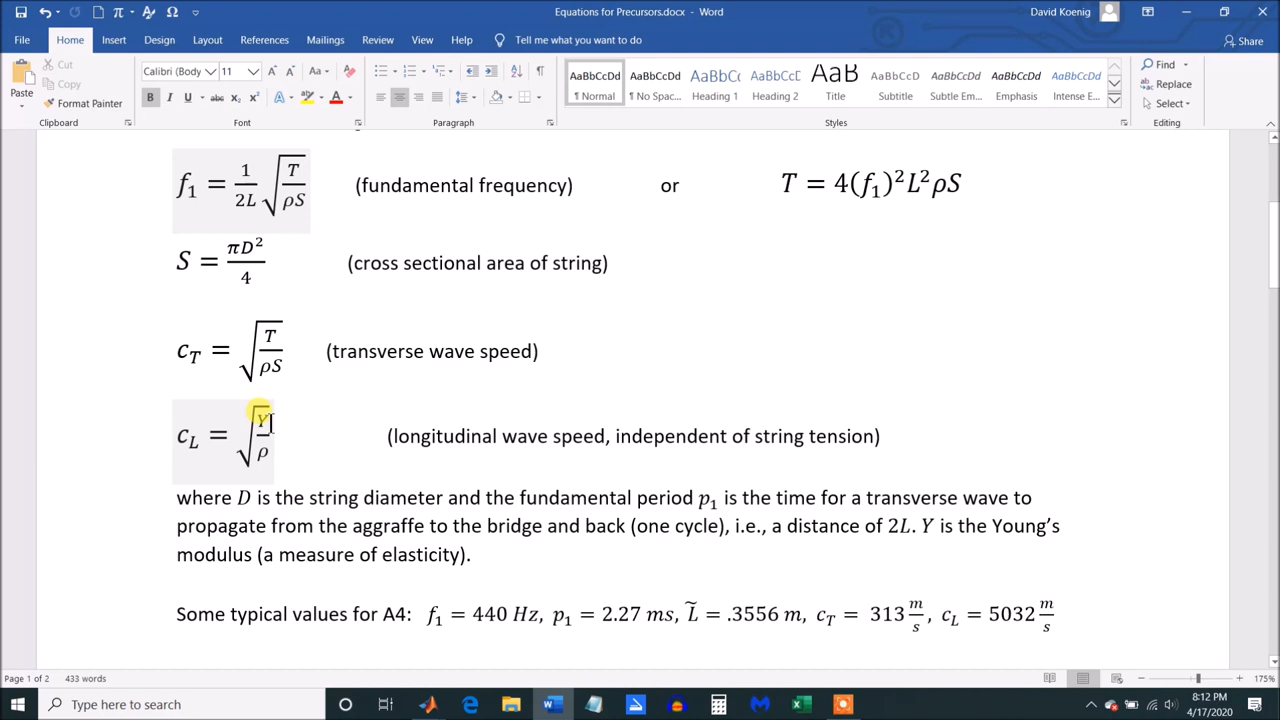 Equations for Precursors.docx - Word
David Koenig
File Home Insert Design Layout References Mailings Review View Help Tell me what you want to do Share
Paste
Cut
Copy
Format Painter
Clipboard
Calibri (Body 11
Font
Paragraph
AaBbCcDd AaBbCcDd AaBbCc AaBbCcD AaB AaBbCcD AaBbCcDd AaBbCcDd AaBbCcDd
¶ Normal ¶ No Spac... Heading 1 Heading 2 Title Subtitle Subtle Em... Emphasis Intense E...
Styles
Find
Replace
Select
Editing
f₁ = 1/2L √(T/ρS) (fundamental frequency) or T = 4(f₁)²L²ρS
S = πD²/4 (cross sectional area of string)
c_T = √(T/ρS) (transverse wave speed)
c_L = √(Y/ρ) (longitudinal wave speed, independent of string tension)
where D is the string diameter and the fundamental period p₁ is the time for a transverse wave to
propagate from the aggraffe to the bridge and back (one cycle), i.e., a distance of 2L. Y is the Young's
modulus (a measure of elasticity).
Some typical values for A4: f₁ = 440 Hz, p₁ = 2.27 ms, L̃ = .3556 m, c_T = 313 m/s, c_L = 5032 m/s
Page 1 of 2 433 words 175%
Type here to search
8:12 PM
4/17/2020